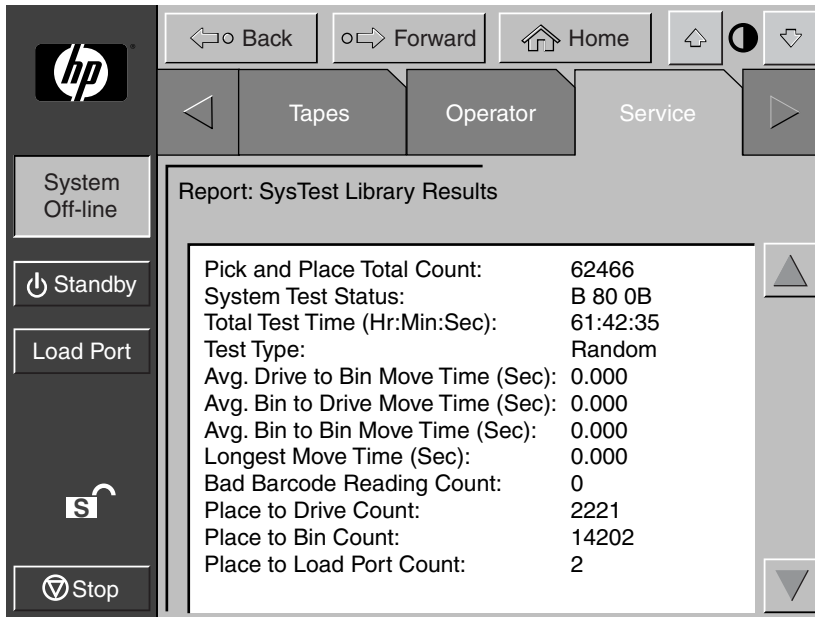 hp
Back
Forward
Home
Tapes
Operator
Service
System
Off-line
Standby
Load Port
S
Stop
Report: SysTest Library Results
Pick and Place Total Count: 62466
System Test Status: B 80 0B
Total Test Time (Hr:Min:Sec): 61:42:35
Test Type: Random
Avg. Drive to Bin Move Time (Sec): 0.000
Avg. Bin to Drive Move Time (Sec): 0.000
Avg. Bin to Bin Move Time (Sec): 0.000
Longest Move Time (Sec): 0.000
Bad Barcode Reading Count: 0
Place to Drive Count: 2221
Place to Bin Count: 14202
Place to Load Port Count: 2